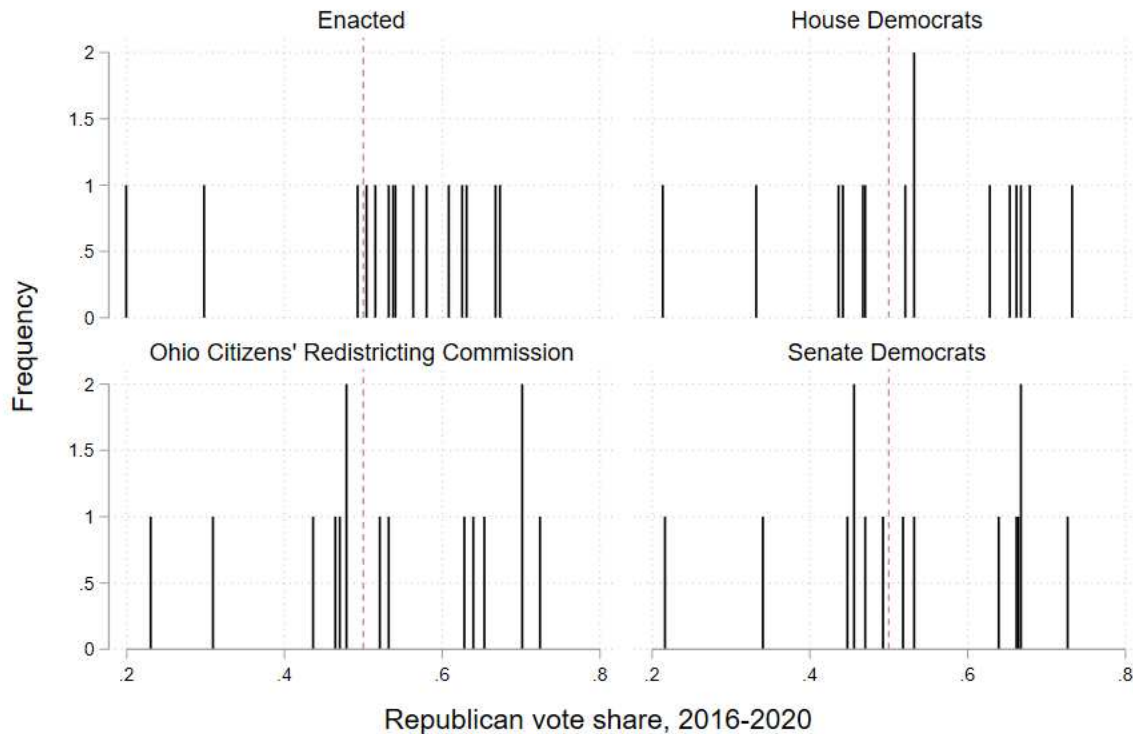 Enacted
House Democrats
2
1.5
1
.5
0
Ohio Citizens' Redistricting Commission
Senate Democrats
2
1.5
1
.5
0
.2 .4 .6 .8
.2 .4 .6 .8
Frequency
Republican vote share, 2016-2020